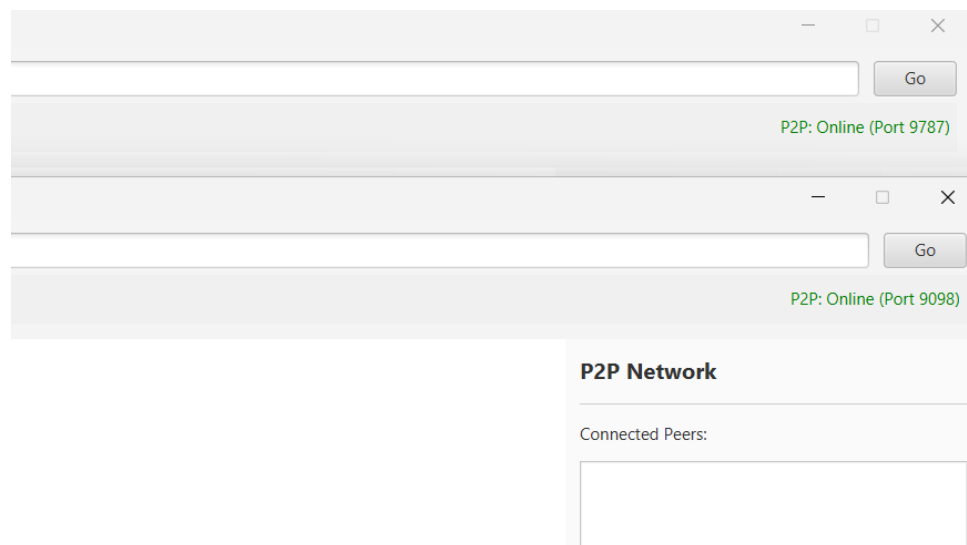 Go
P2P: Online (Port 9787)
Go
P2P: Online (Port 9098)
P2P Network
Connected Peers: